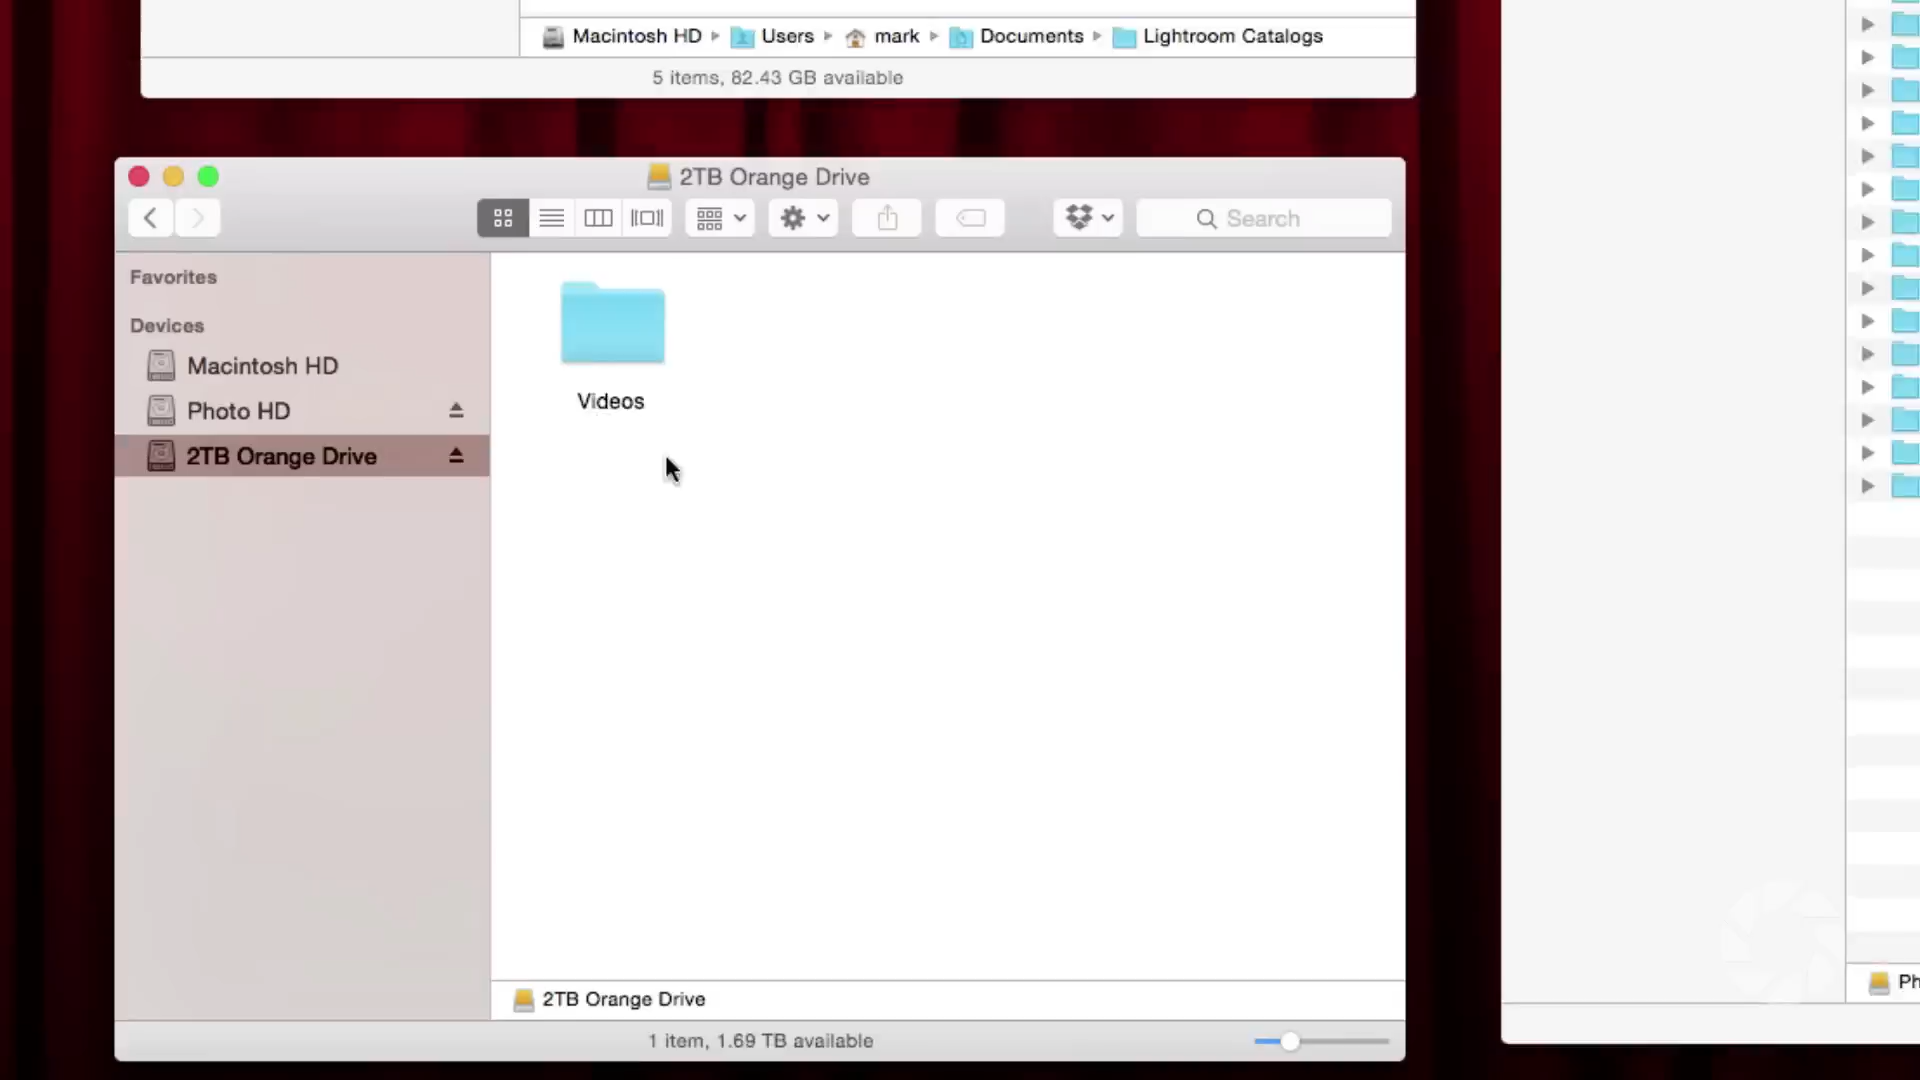 Macintosh HD Users mark Documents Lightroom Catalogs
5 items, 82.43 GB available
2TB Orange Drive
Search
Favorites
Devices
Macintosh HD
Photo HD
2TB Orange Drive
Videos
Ph
2TB Orange Drive
1 item, 1.69 TB available